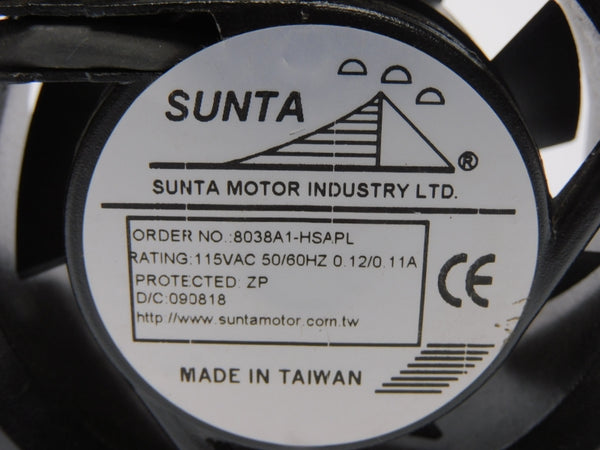 SUNTA
®
SUNTA MOTOR INDUSTRY LTD.
ORDER NO.:8038A1-HSAPL
RATING:115VAC 50/60HZ 0.12/0.11A
PROTECTED: ZP
D/C:090818
http://www.suntamotor.com.tw
CE
MADE IN TAIWAN